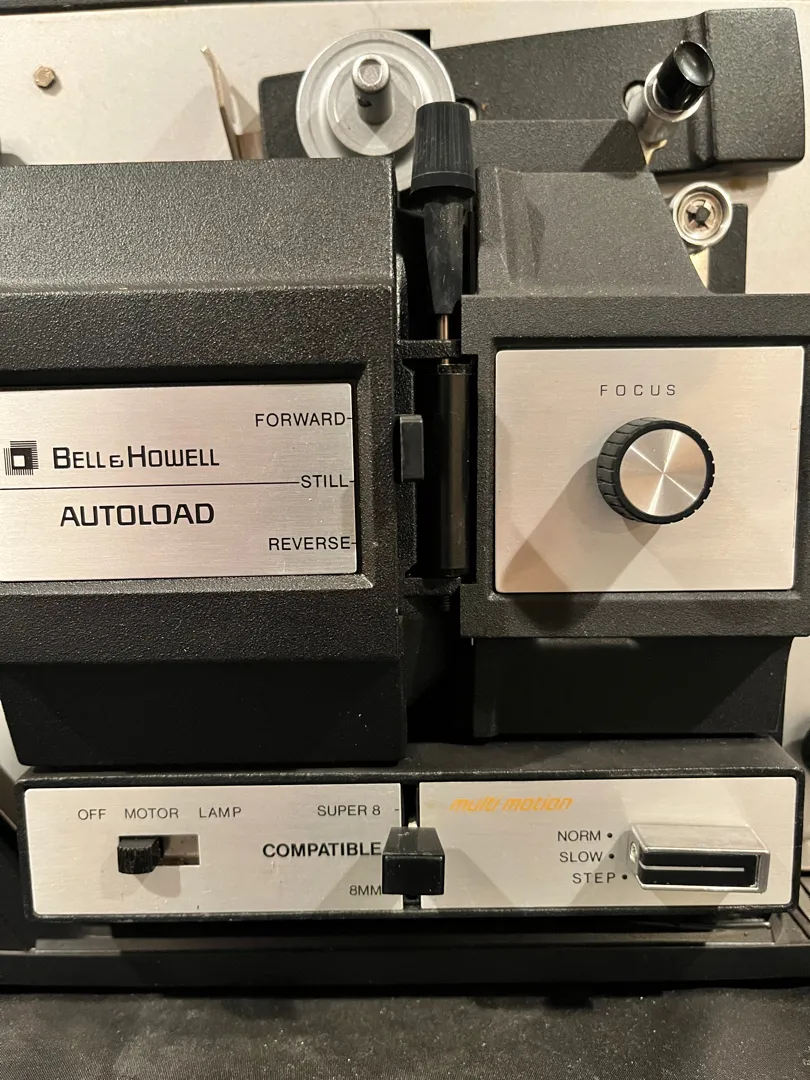 FORWARD
BELL & HOWELL
STILL
AUTOLOAD
REVERSE
FOCUS
OFF MOTOR LAMP
SUPER 8
COMPATIBLE
8MM
multi-motion
NORM •
SLOW •
STEP •